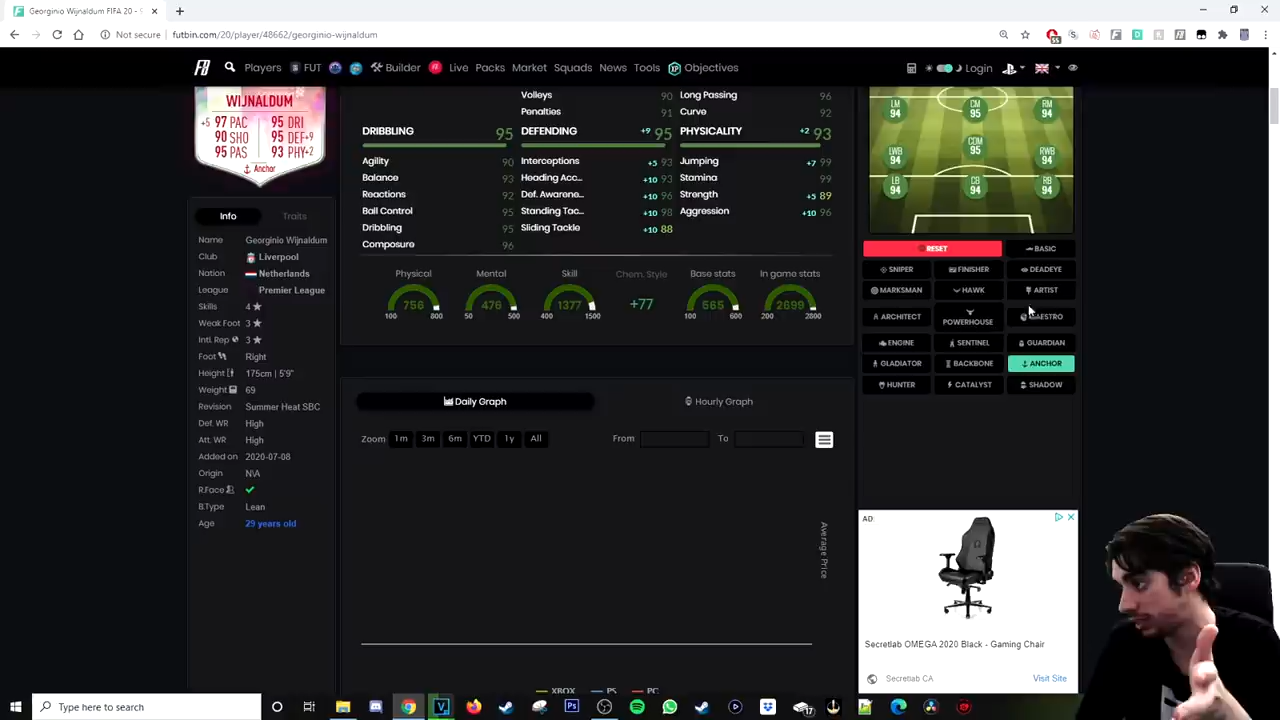 Georginio Wijnaldum FIFA 20 - 9
Not secure | futbin.com/20/player/48662/georginio-wijnaldum
Players FUT Builder Live Packs Market Squads News Tools Objectives Login
WIJNALDUM
+5 97 PAC 95 DRI
90 SHO 95 DEF+9
95 PAS 93 PHY+2
Anchor
Volleys 90 Long Passing 96
Penalties 91 Curve 92
DRIBBLING 95 DEFENDING +9 95 PHYSICALITY +2 93
Agility 90 Interceptions +5 93 Jumping +7 99
Balance 93 Heading Acc... +10 93 Stamina 99
Reactions 92 Def. Awarene... +10 96 Strength +5 89
Ball Control 95 Standing Tac... +10 98 Aggression +10 96
Dribbling 95 Sliding Tackle +10 88
Composure 96
Physical Mental Skill Chem. Style Base stats In game stats
756 476 1377 +77 565 2699
100 800 50 500 100 1500 100 600 200 2800
LM 94 CM 95 RM 94
LWB 94 CDM 95 RWB 94
LB 94 CB 94 RB 94
RESET BASIC
SNIPER FINISHER DEADEYE
MARKSMAN HAWK ARTIST
ARCHITECT POWERHOUSE MAESTRO
ENGINE SENTINEL GUARDIAN
GLADIATOR BACKBONE ANCHOR
HUNTER CATALYST SHADOW
Info Traits
Name Georginio Wijnaldum
Club Liverpool
Nation Netherlands
League Premier League
Skills 4
Weak Foot 3
Intl. Rep 3
Foot Right
Height 175cm | 5'9"
Weight 69
Revision Summer Heat SBC
Def. WR High
Att. WR High
Added on 2020-07-08
Origin N\A
R.Face
B.Type Lean
Age 29 years old
Daily Graph Hourly Graph
Zoom 1m 3m 6m YTD 1y All From To
Average Price
XBOX PS PC
AD:
Secretlab OMEGA 2020 Black - Gaming Chair
Secretlab CA Visit Site
Type here to search